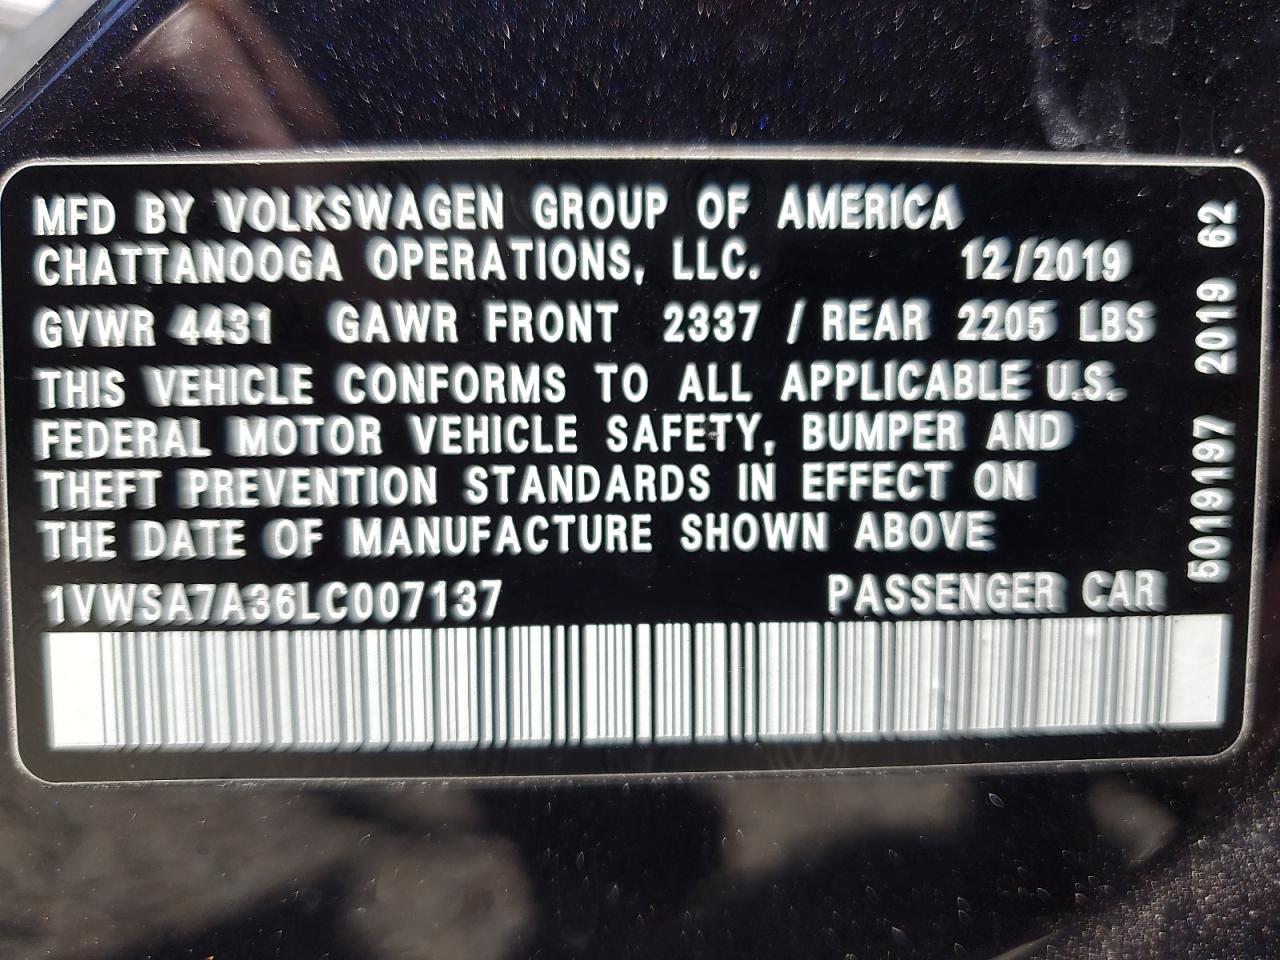 MFD BY VOLKSWAGEN GROUP OF AMERICA
CHATTANOOGA OPERATIONS, LLC. 12/2019
GVWR 4431 GAWR FRONT 2337 / REAR 2205 LBS
THIS VEHICLE CONFORMS TO ALL APPLICABLE U.S.
FEDERAL MOTOR VEHICLE SAFETY, BUMPER AND
THEFT PREVENTION STANDARDS IN EFFECT ON
THE DATE OF MANUFACTURE SHOWN ABOVE
1VWSA7A36LC007137 PASSENGER CAR
5019197 2019 62